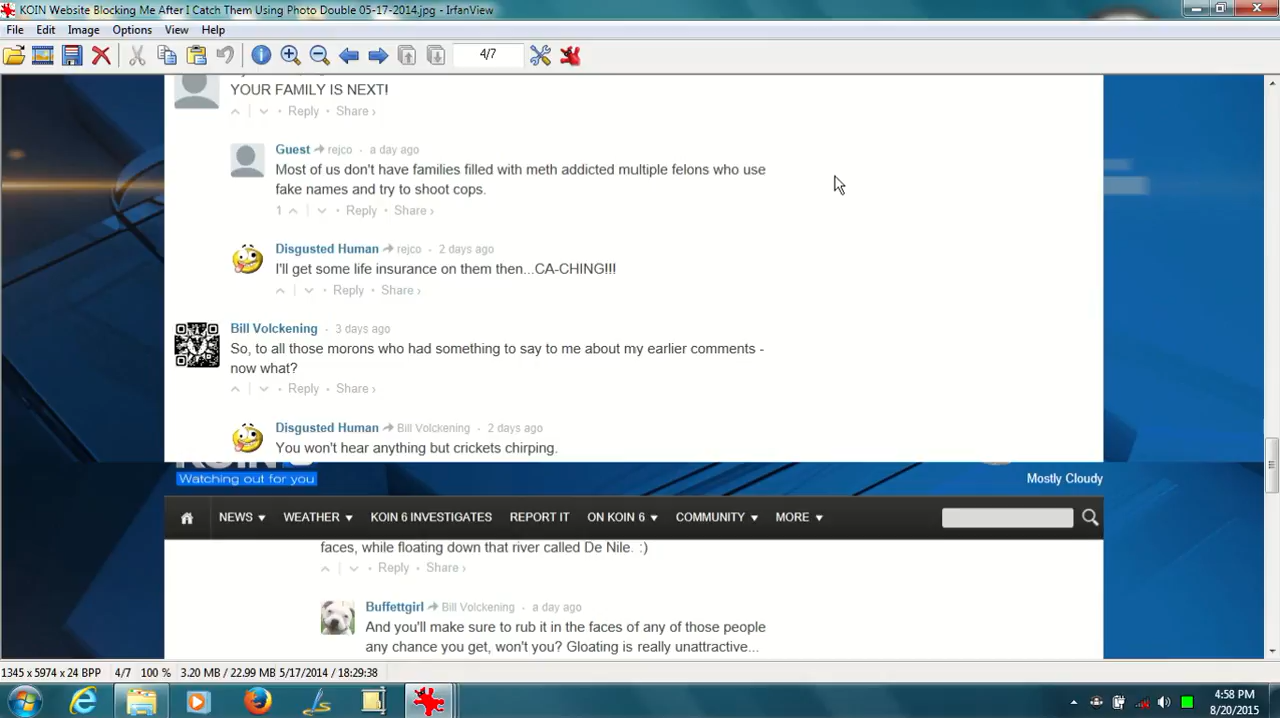 KOIN Website Blocking Me After I Catch Them Using Photo Double 05-17-2014.jpg - IrfanView
File Edit Image Options View Help
4/7
YOUR FAMILY IS NEXT!
Reply • Share ›
Guest rejco • a day ago
Most of us don't have families filled with meth addicted multiple felons who use
fake names and try to shoot cops.
1 Reply • Share ›
Disgusted Human rejco • 2 days ago
I'll get some life insurance on them then...CA-CHING!!!
• Reply • Share ›
Bill Volckening • 3 days ago
So, to all those morons who had something to say to me about my earlier comments -
now what?
• Reply • Share ›
Disgusted Human Bill Volckening • 2 days ago
You won't hear anything but crickets chirping.
KOIN 6
Watching out for you
Mostly Cloudy
NEWS WEATHER KOIN 6 INVESTIGATES REPORT IT ON KOIN 6 COMMUNITY MORE
faces, while floating down that river called De Nile. :)
• Reply • Share ›
Buffettgirl Bill Volckening • a day ago
And you'll make sure to rub it in the faces of any of those people
any chance you get, won't you? Gloating is really unattractive...
1345 x 5974 x 24 BPP 4/7 100 % 3.20 MB / 22.99 MB 5/17/2014 / 18:29:38
4:58 PM
8/20/2015